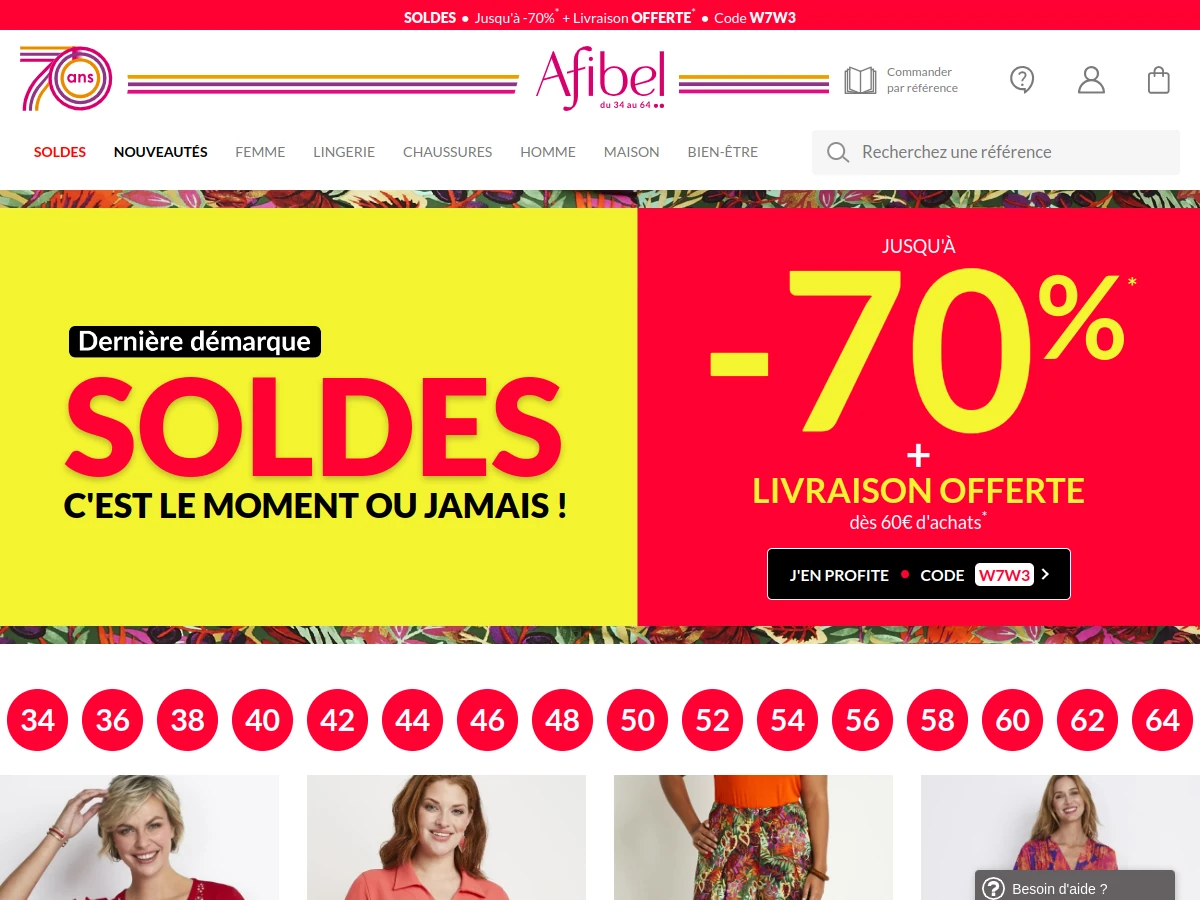 SOLDES • Jusqu'à -70%* + Livraison OFFERTE* • Code W7W3
70 ans
Afibel
du 34 au 64
Commander
par référence
SOLDES NOUVEAUTÉS FEMME LINGERIE CHAUSSURES HOMME MAISON BIEN-ÊTRE
Recherchez une référence
Dernière démarque
SOLDES
C'EST LE MOMENT OU JAMAIS !
JUSQU'À
-70%*
+
LIVRAISON OFFERTE
dès 60€ d'achats*
J'EN PROFITE • CODE W7W3
34 36 38 40 42 44 46 48 50 52 54 56 58 60 62 64
Besoin d'aide ?